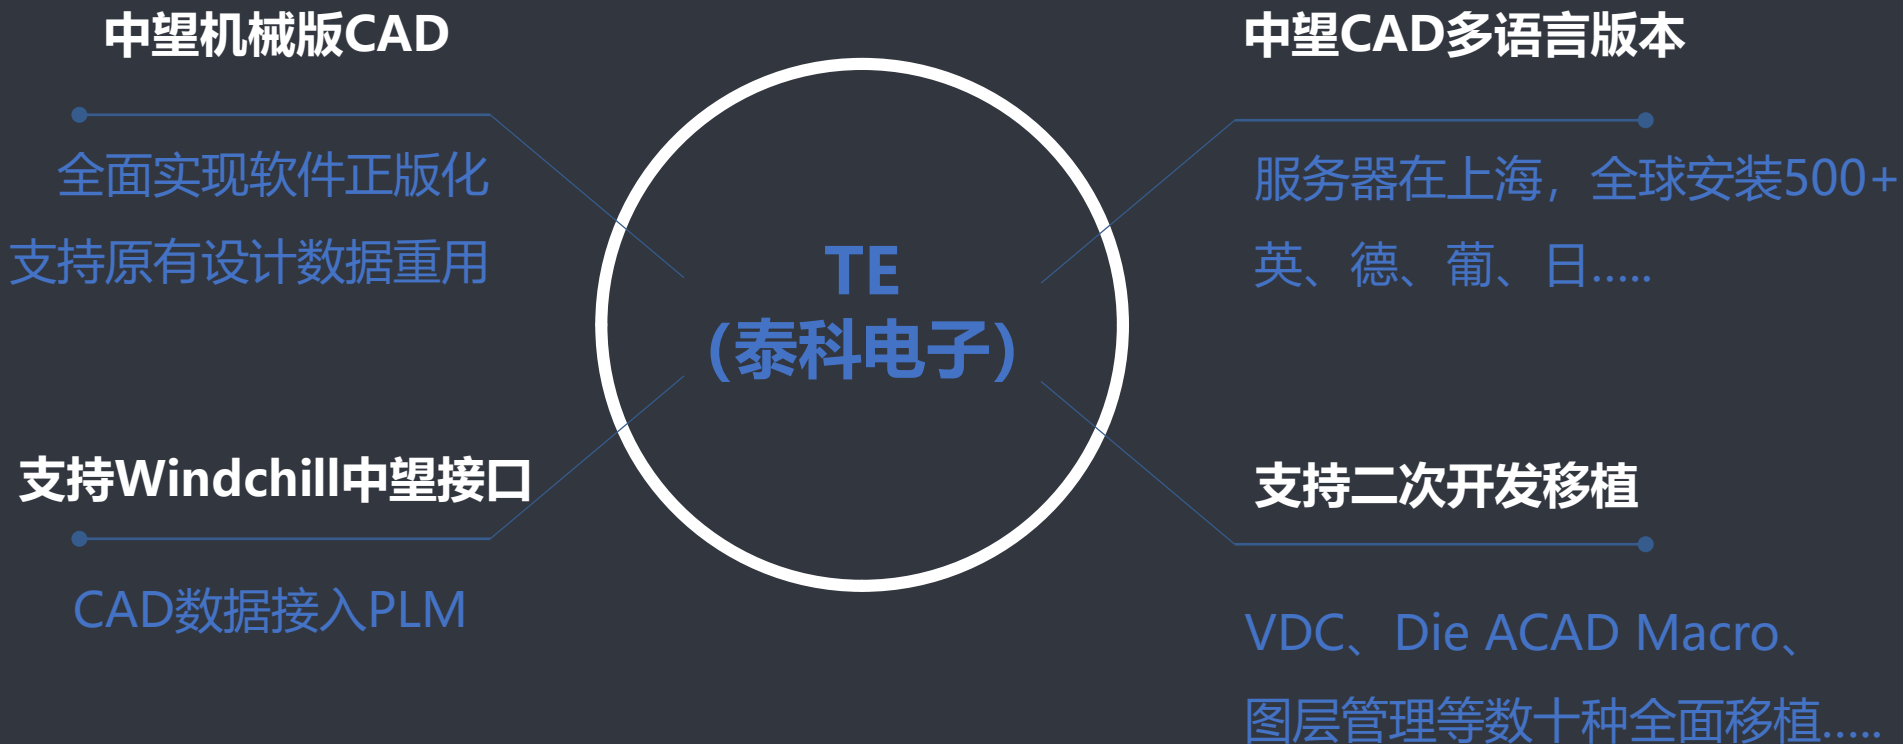 中望机械版CAD
全面实现软件正版化
支持原有设计数据重用
中望CAD多语言版本
服务器在上海，全球安装500+
英、德、葡、日…..
TE
（泰科电子）
支持Windchill中望接口
CAD数据接入PLM
支持二次开发移植
VDC、Die ACAD Macro、
图层管理等数十种全面移植…..